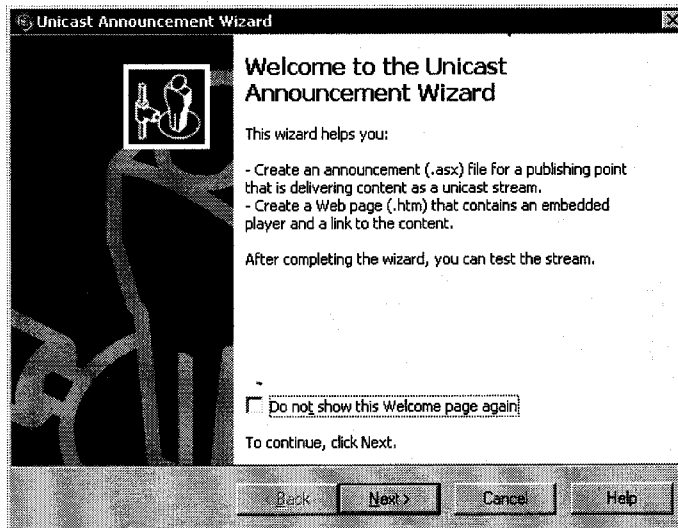 Unicast Announcement Wizard
Welcome to the Unicast
Announcement Wizard
This wizard helps you:
- Create an announcement (.asx) file for a publishing point
that is delivering content as a unicast stream.
- Create a Web page (.htm) that contains an embedded
player and a link to the content.
After completing the wizard, you can test the stream.
Do not show this Welcome page again
To continue, click Next.
< Back Next > Cancel Help